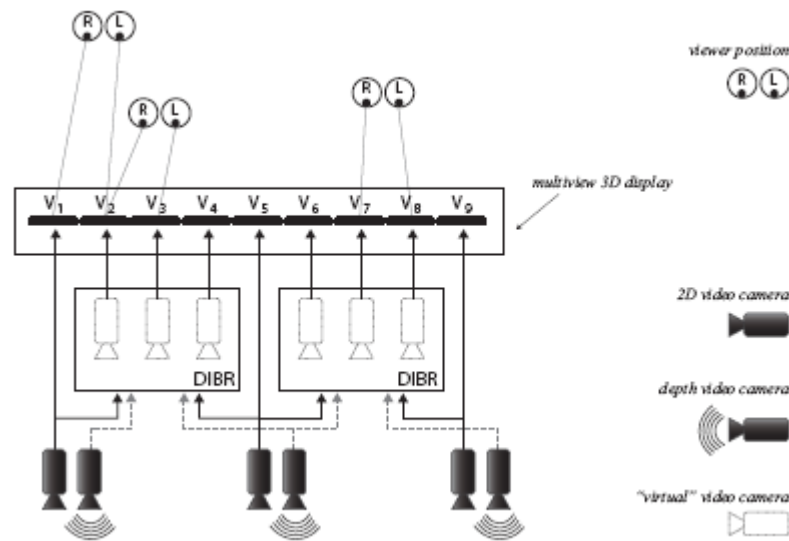 R L
viewer position
R L
R L
R L
R L
multiview 3D display
V1 V2 V3 V4 V5 V6 V7 V8 V9
2D video camera
DIBR DIBR
depth video camera
"virtual" video camera